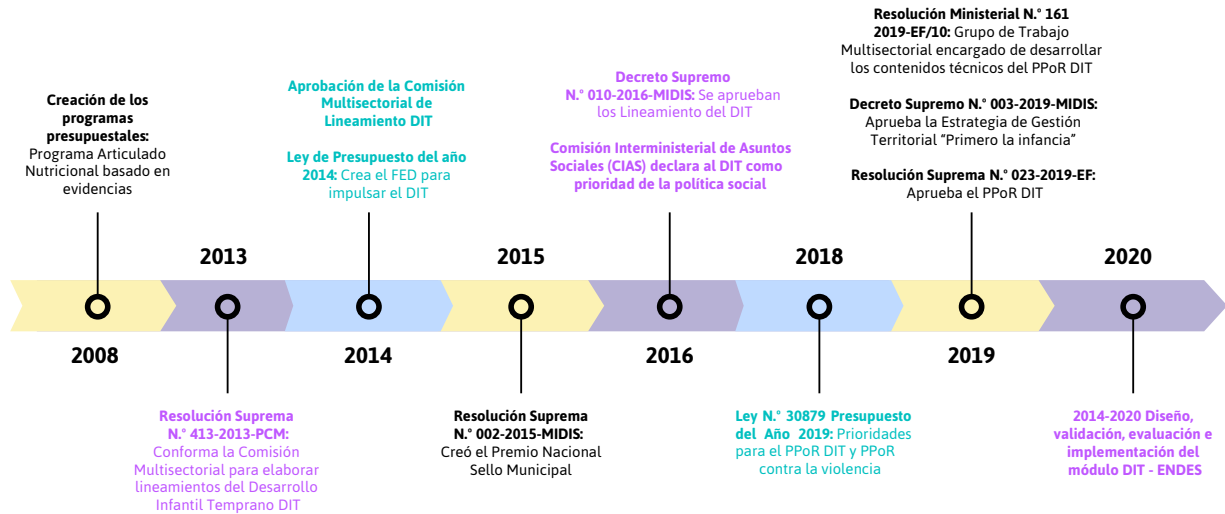 Creación de los
programas
presupuestales:
Programa Articulado
Nutricional basado en
evidencias
2008
2013
Resolución Suprema
N.° 413-2013-PCM:
Conforma la Comisión
Multisectorial para elaborar
lineamientos del Desarrollo
Infantil Temprano DIT
Aprobación de la Comisión
Multisectorial de
Lineamiento DIT
Ley de Presupuesto del año
2014: Crea el FED para
impulsar el DIT
2014
2015
Resolución Suprema
N.° 002-2015-MIDIS:
Creó el Premio Nacional
Sello Municipal
Decreto Supremo
N.° 010-2016-MIDIS: Se aprueban
los Lineamiento del DIT
Comisión Interministerial de Asuntos
Sociales (CIAS) declara al DIT como
prioridad de la política social
2016
2018
Ley N.° 30879 Presupuesto
del Año 2019: Prioridades
para el PPoR DIT y PPoR
contra la violencia
Resolución Ministerial N.° 161
2019-EF/10: Grupo de Trabajo
Multisectorial encargado de desarrollar
los contenidos técnicos del PPoR DIT
Decreto Supremo N.° 003-2019-MIDIS:
Aprueba la Estrategia de Gestión
Territorial "Primero la infancia"
Resolución Suprema N.° 023-2019-EF:
Aprueba el PPoR DIT
2019
2020
2014-2020 Diseño,
validación, evaluación e
implementación del
módulo DIT - ENDES